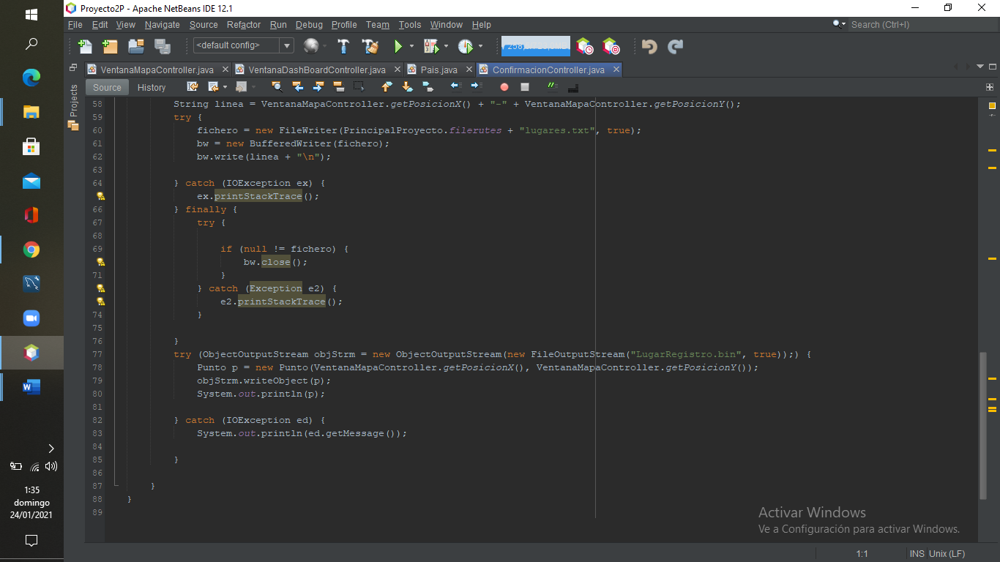 Proyecto2P - Apache NetBeans IDE 12.1
File Edit View Navigate Source Refactor Run Debug Profile Team Tools Window Help
Search (Ctrl+I)
<default config>
VentanaMapaController.java
VentanaDashBoardController.java
Pais.java
ConfirmacionController.java
Source History
Projects
58 String linea = VentanaMapaController.getPosicionX() + "-" + VentanaMapaController.getPosicionY();
59 try {
60 fichero = new FileWriter(PrincipalProyecto.filerutes + "lugares.txt", true);
61 bw = new BufferedWriter(fichero);
62 bw.write(linea + "\n");
63
64 } catch (IOException ex) {
ex.printStackTrace();
66 } finally {
67 try {
68
69 if (null != fichero) {
bw.close();
71 }
} catch (Exception e2) {
e2.printStackTrace();
74 }
75
76 }
77 try (ObjectOutputStream objStrm = new ObjectOutputStream(new FileOutputStream("LugarRegistro.bin", true));) {
78 Punto p = new Punto(VentanaMapaController.getPosicionX(), VentanaMapaController.getPosicionY());
79 objStrm.writeObject(p);
80 System.out.println(p);
81
82 } catch (IOException ed) {
83 System.out.println(ed.getMessage());
84
85 }
86
87 }
88 }
89
Activar Windows
Ve a Configuración para activar Windows.
1:1 INS Unix (LF)
1:35
domingo
24/01/2021